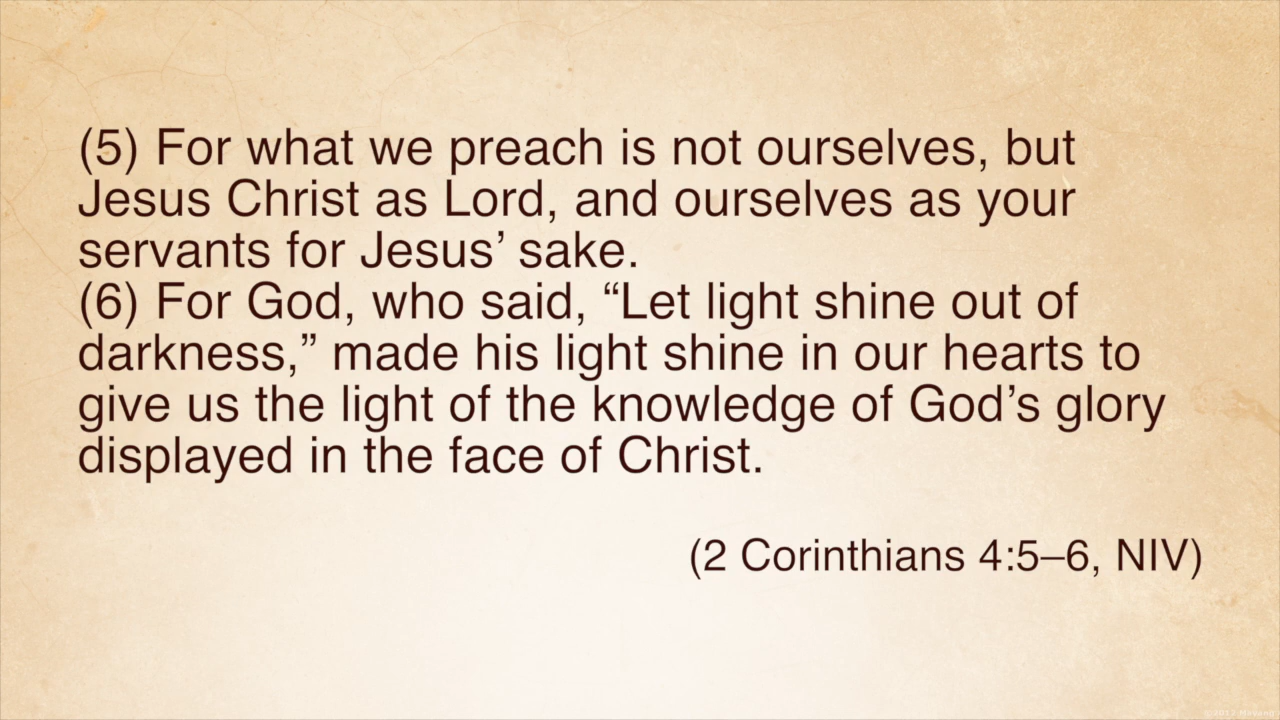 (5) For what we preach is not ourselves, but
Jesus Christ as Lord, and ourselves as your
servants for Jesus’ sake.
(6) For God, who said, “Let light shine out of
darkness,” made his light shine in our hearts to
give us the light of the knowledge of God’s glory
displayed in the face of Christ.
(2 Corinthians 4:5–6, NIV)